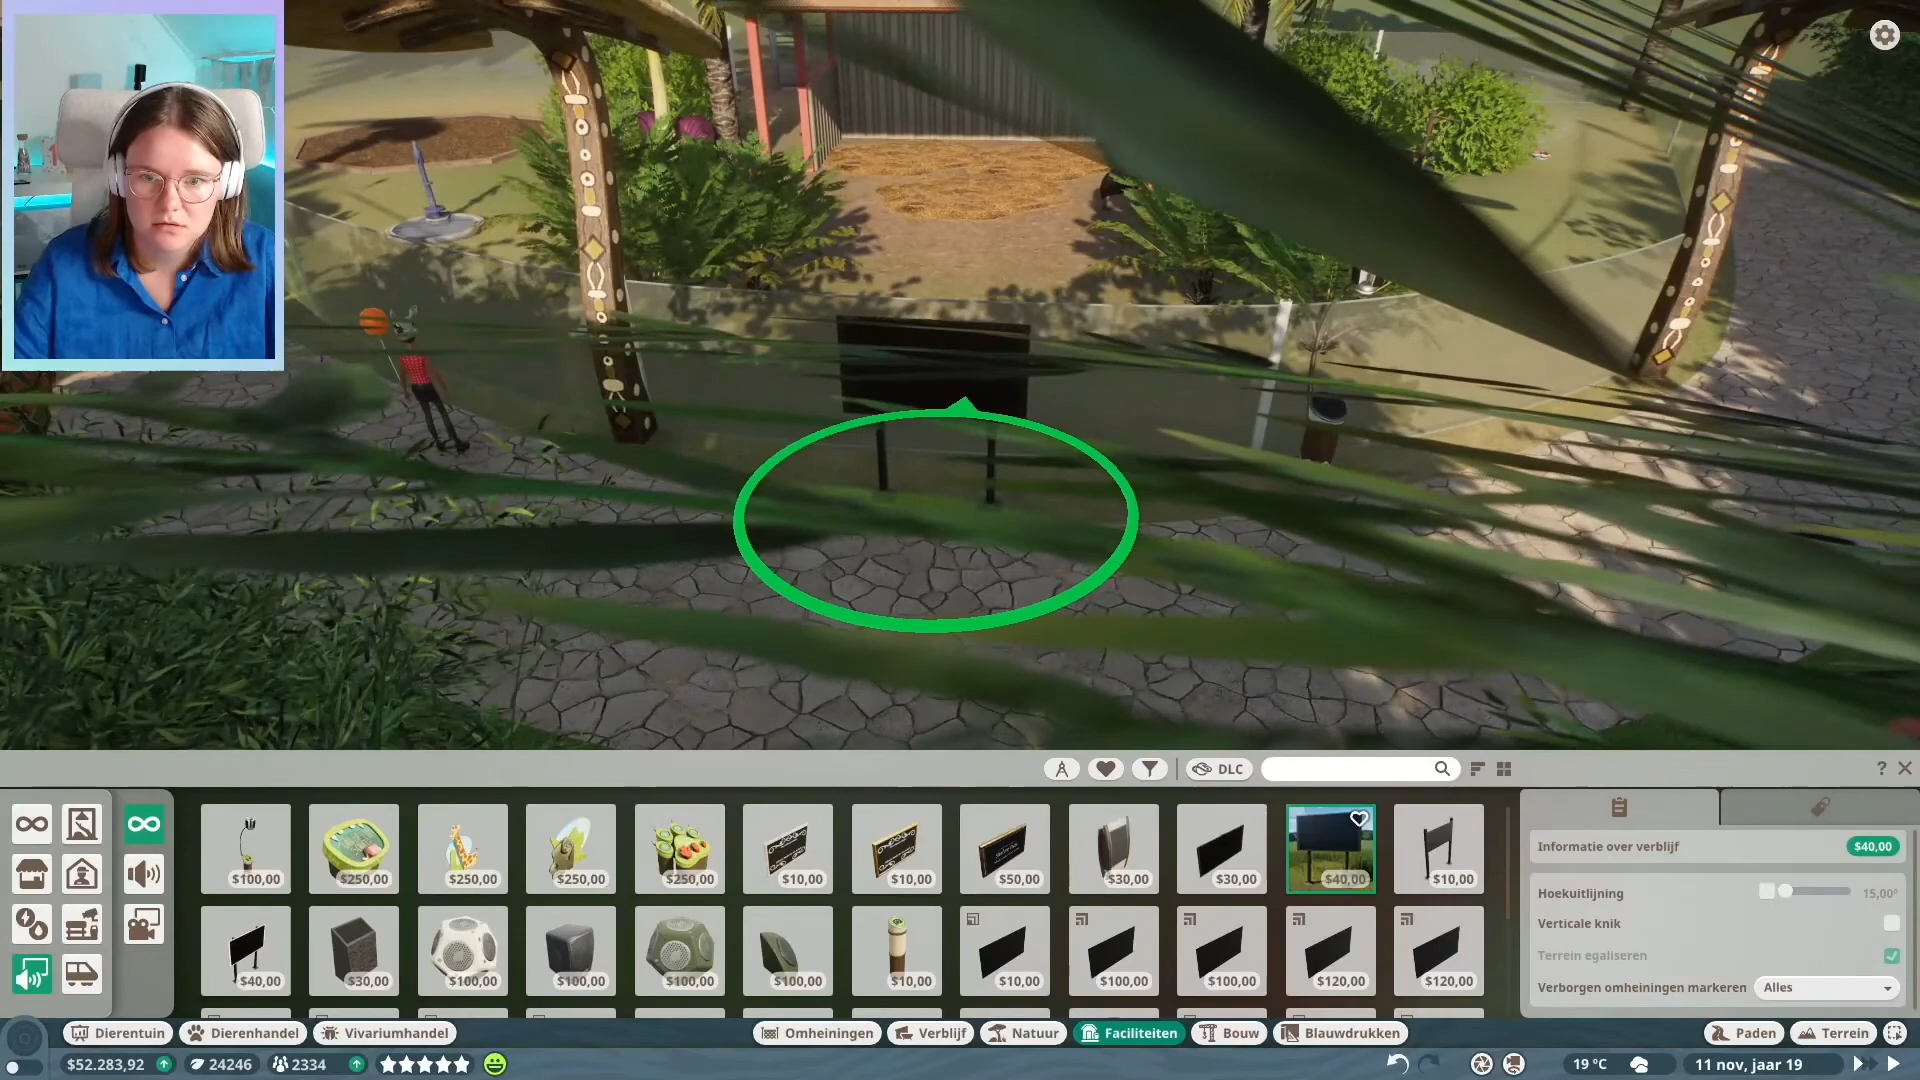 DLC
?
$100,00
$250,00
$250,00
$250,00
$250,00
$10,00
$10,00
$50,00
$30,00
$30,00
$40,00
$10,00
$40,00
$30,00
$100,00
$100,00
$100,00
$100,00
$10,00
$10,00
$100,00
$100,00
$120,00
$120,00
Informatie over verblijf
$40,00
Hoekuitlijning
15,00°
Verticale knik
Terrein egaliseren
Verborgen omheiningen markeren
Alles
Dierentuin
Dierenhandel
Vivariumhandel
Omheiningen
Verblijf
Natuur
Faciliteiten
Bouw
Blauwdrukken
Paden
Terrein
$52.283,92
24246
2334
19 °C
11 nov, jaar 19